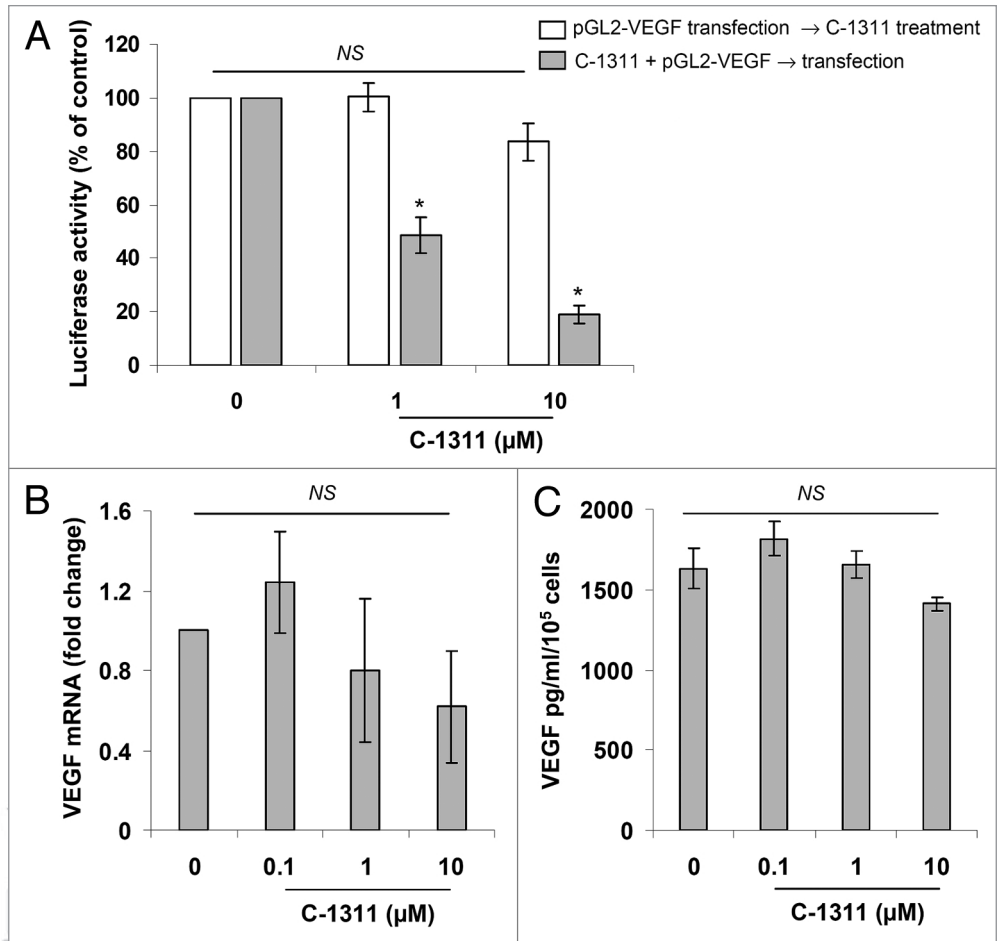 A
pGL2-VEGF transfection → C-1311 treatment
C-1311 + pGL2-VEGF → transfection
NS
Luciferase activity (% of control)
120
100
80
60
40
20
0
*
*
0 1 10
C-1311 (µM)
B
NS
VEGF mRNA (fold change)
1.6
1.2
0.8
0.4
0
0 0.1 1 10
C-1311 (µM)
C
NS
VEGF pg/ml/10⁵ cells
2000
1500
1000
500
0
0 0.1 1 10
C-1311 (µM)